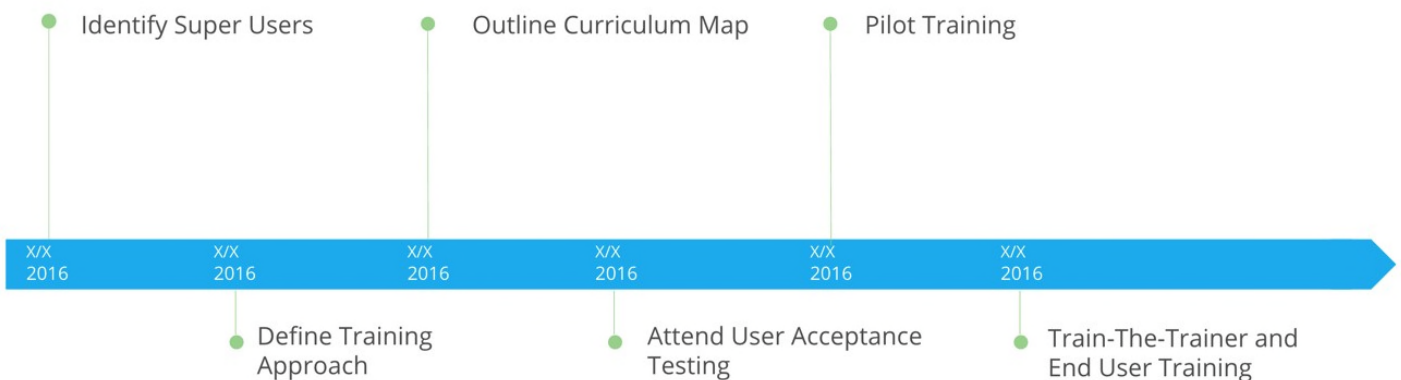 Identify Super Users
Outline Curriculum Map
Pilot Training
X/X
2016
X/X
2016
X/X
2016
X/X
2016
X/X
2016
X/X
2016
Define Training
Approach
Attend User Acceptance
Testing
Train-The-Trainer and
End User Training